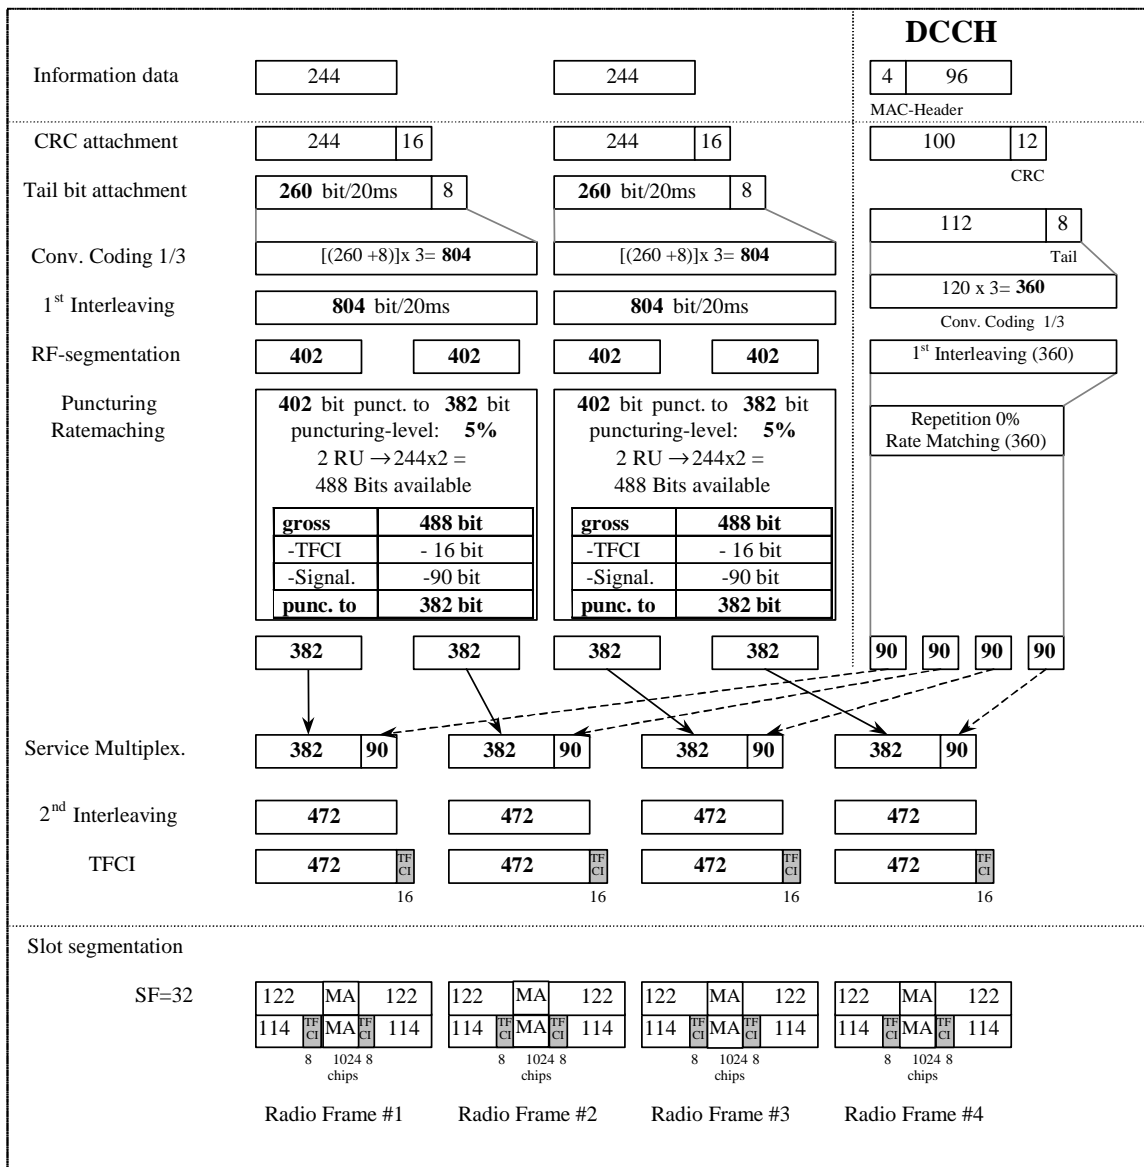 DCCH
Information data 244 244 4 96
MAC-Header
CRC attachment 244 16 244 16 100 12
CRC
Tail bit attachment 260 bit/20ms 8 260 bit/20ms 8
112 8
Tail
Conv. Coding 1/3 [(260 +8)]x 3= 804 [(260 +8)]x 3= 804
120 x 3= 360
Conv. Coding 1/3
1st Interleaving 804 bit/20ms 804 bit/20ms
RF-segmentation 402 402 402 402 1st Interleaving (360)
Puncturing
Ratemaching
402 bit punct. to 382 bit
puncturing-level: 5%
2 RU →244x2 =
488 Bits available
gross 488 bit
-TFCI - 16 bit
-Signal. -90 bit
punc. to 382 bit
402 bit punct. to 382 bit
puncturing-level: 5%
2 RU →244x2 =
488 Bits available
gross 488 bit
-TFCI - 16 bit
-Signal. -90 bit
punc. to 382 bit
Repetition 0%
Rate Matching (360)
382 382 382 382 90 90 90 90
Service Multiplex. 382 90 382 90 382 90 382 90
2nd Interleaving 472 472 472 472
TFCI 472 TF CI 472 TF CI 472 TF CI 472 TF CI
16 16 16 16
Slot segmentation
SF=32 122 MA 122 122 MA 122 122 MA 122 122 MA 122
114 TF CI MA TF CI 114 114 TF CI MA TF CI 114 114 TF CI MA TF CI 114 114 TF CI MA TF CI 114
8 1024 8 8 1024 8 8 1024 8 8 1024 8
chips chips chips chips
Radio Frame #1 Radio Frame #2 Radio Frame #3 Radio Frame #4